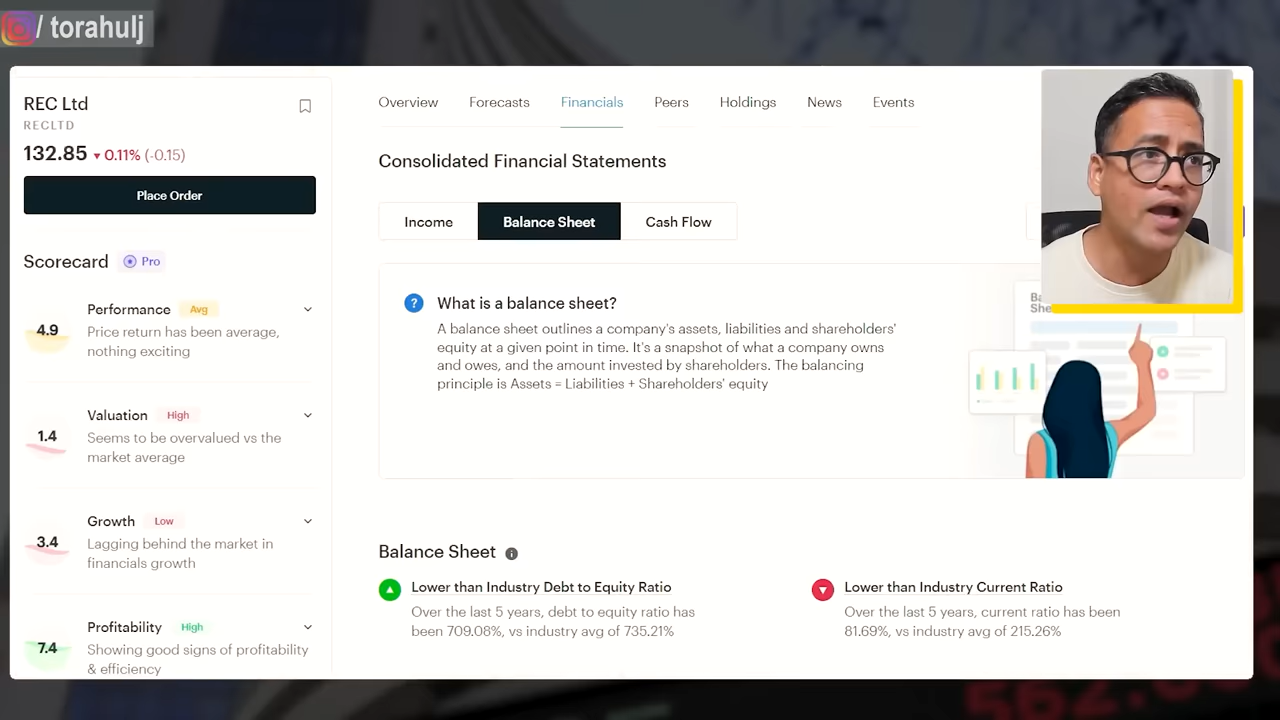 / torahulj
REC Ltd
RECLTD
132.85 ▾ 0.11% (-0.15)
Place Order
Scorecard Pro
4.9
Performance Avg
Price return has been average,
nothing exciting
1.4
Valuation High
Seems to be overvalued vs the
market average
3.4
Growth Low
Lagging behind the market in
financials growth
7.4
Profitability High
Showing good signs of profitability
& efficiency
Overview Forecasts Financials Peers Holdings News Events
Consolidated Financial Statements
Income Balance Sheet Cash Flow
? What is a balance sheet?
A balance sheet outlines a company's assets, liabilities and shareholders'
equity at a given point in time. It's a snapshot of what a company owns
and owes, and the amount invested by shareholders. The balancing
principle is Assets = Liabilities + Shareholders' equity
Balance Sheet
Lower than Industry Debt to Equity Ratio
Over the last 5 years, debt to equity ratio has
been 709.08%, vs industry avg of 735.21%
Lower than Industry Current Ratio
Over the last 5 years, current ratio has been
81.69%, vs industry avg of 215.26%